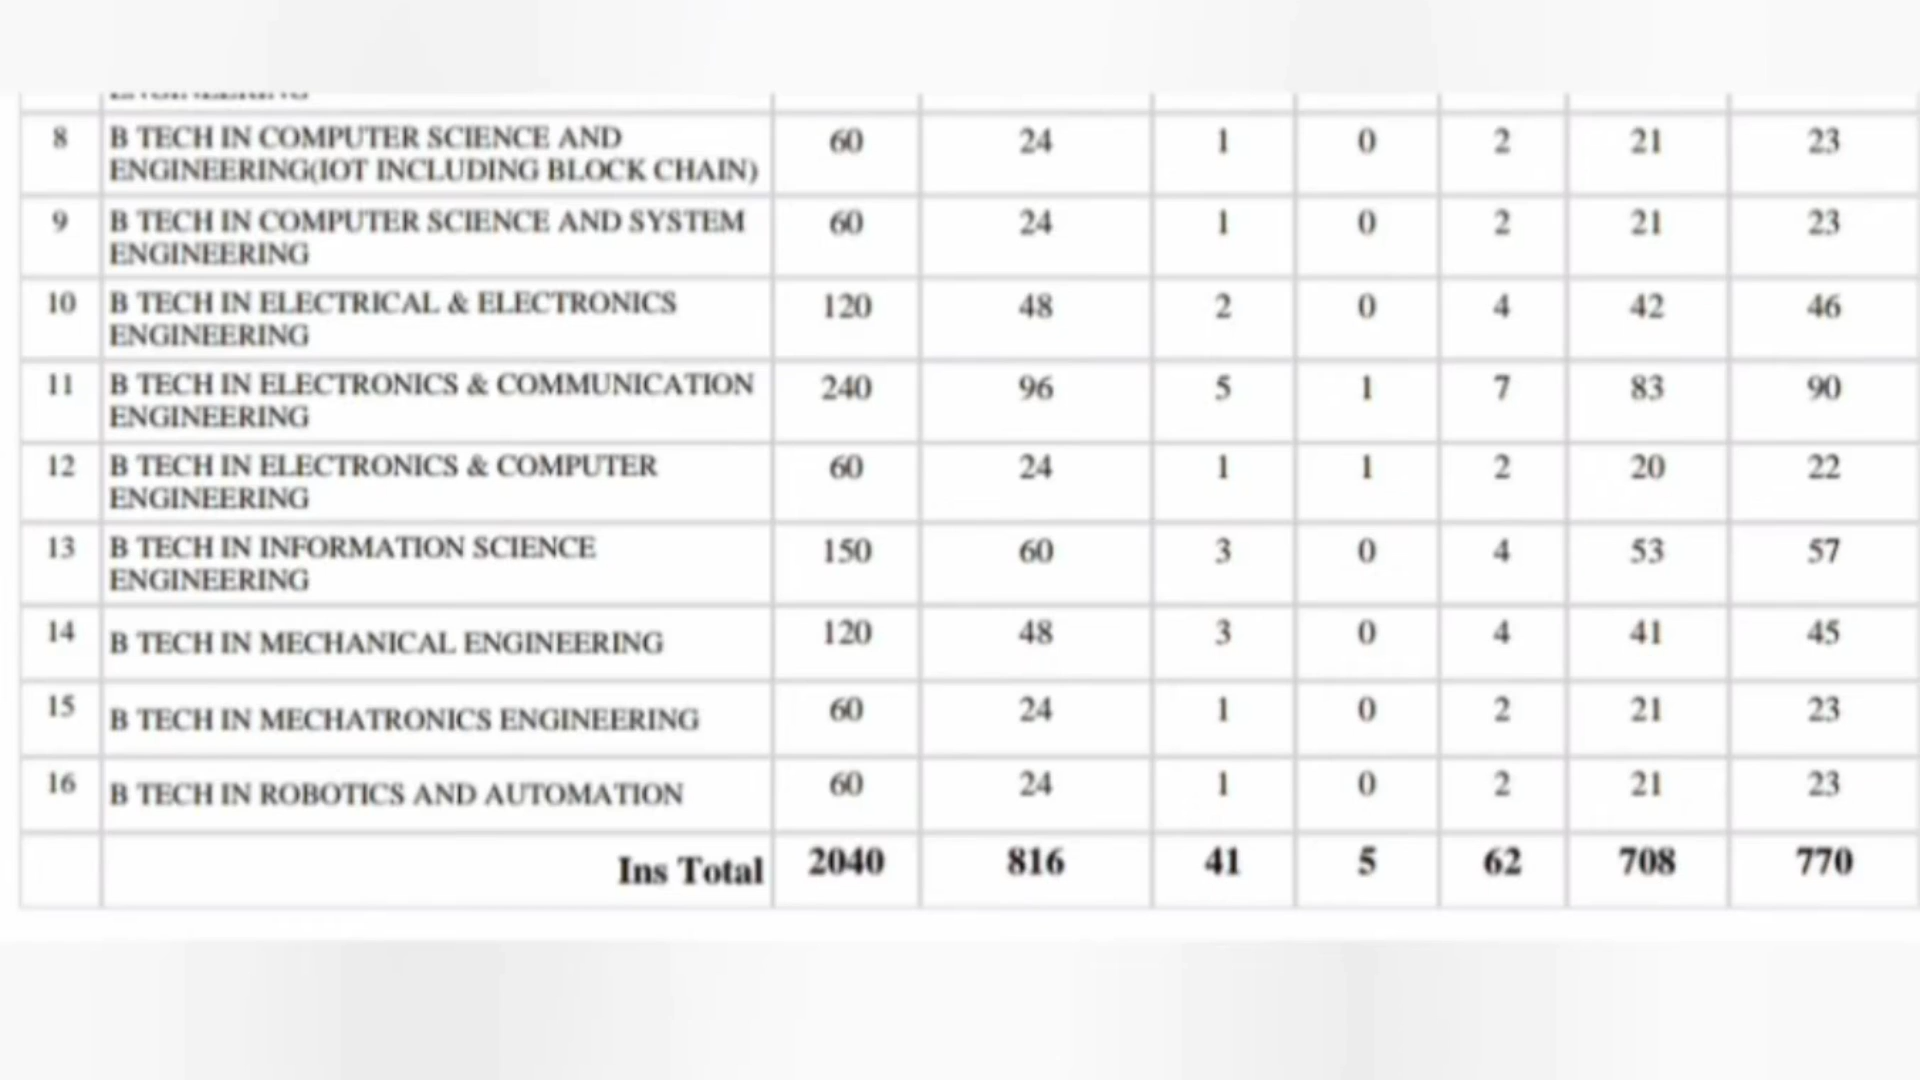 8 B TECH IN COMPUTER SCIENCE AND 60 24 1 0 2 21 23
ENGINEERING(IOT INCLUDING BLOCK CHAIN)
9 B TECH IN COMPUTER SCIENCE AND SYSTEM 60 24 1 0 2 21 23
ENGINEERING
10 B TECH IN ELECTRICAL & ELECTRONICS 120 48 2 0 4 42 46
ENGINEERING
11 B TECH IN ELECTRONICS & COMMUNICATION 240 96 5 1 7 83 90
ENGINEERING
12 B TECH IN ELECTRONICS & COMPUTER 60 24 1 1 2 20 22
ENGINEERING
13 B TECH IN INFORMATION SCIENCE 150 60 3 0 4 53 57
ENGINEERING
14 B TECH IN MECHANICAL ENGINEERING 120 48 3 0 4 41 45
15 B TECH IN MECHATRONICS ENGINEERING 60 24 1 0 2 21 23
16 B TECH IN ROBOTICS AND AUTOMATION 60 24 1 0 2 21 23
Ins Total 2040 816 41 5 62 708 770